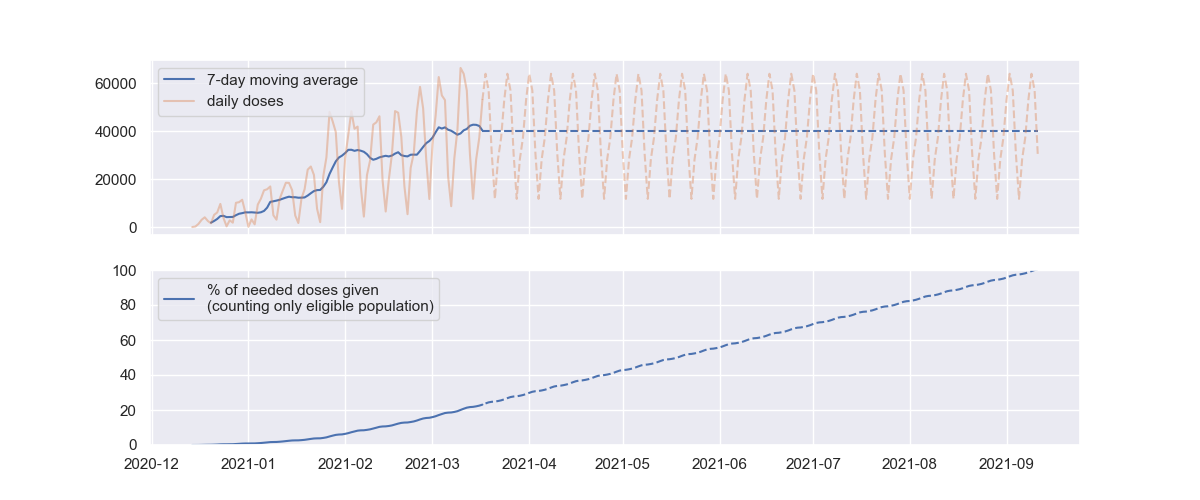 7-day moving average
daily doses
60000
40000
20000
0
% of needed doses given
(counting only eligible population)
100
80
60
40
20
0
2020-12 2021-01 2021-02 2021-03 2021-04 2021-05 2021-06 2021-07 2021-08 2021-09